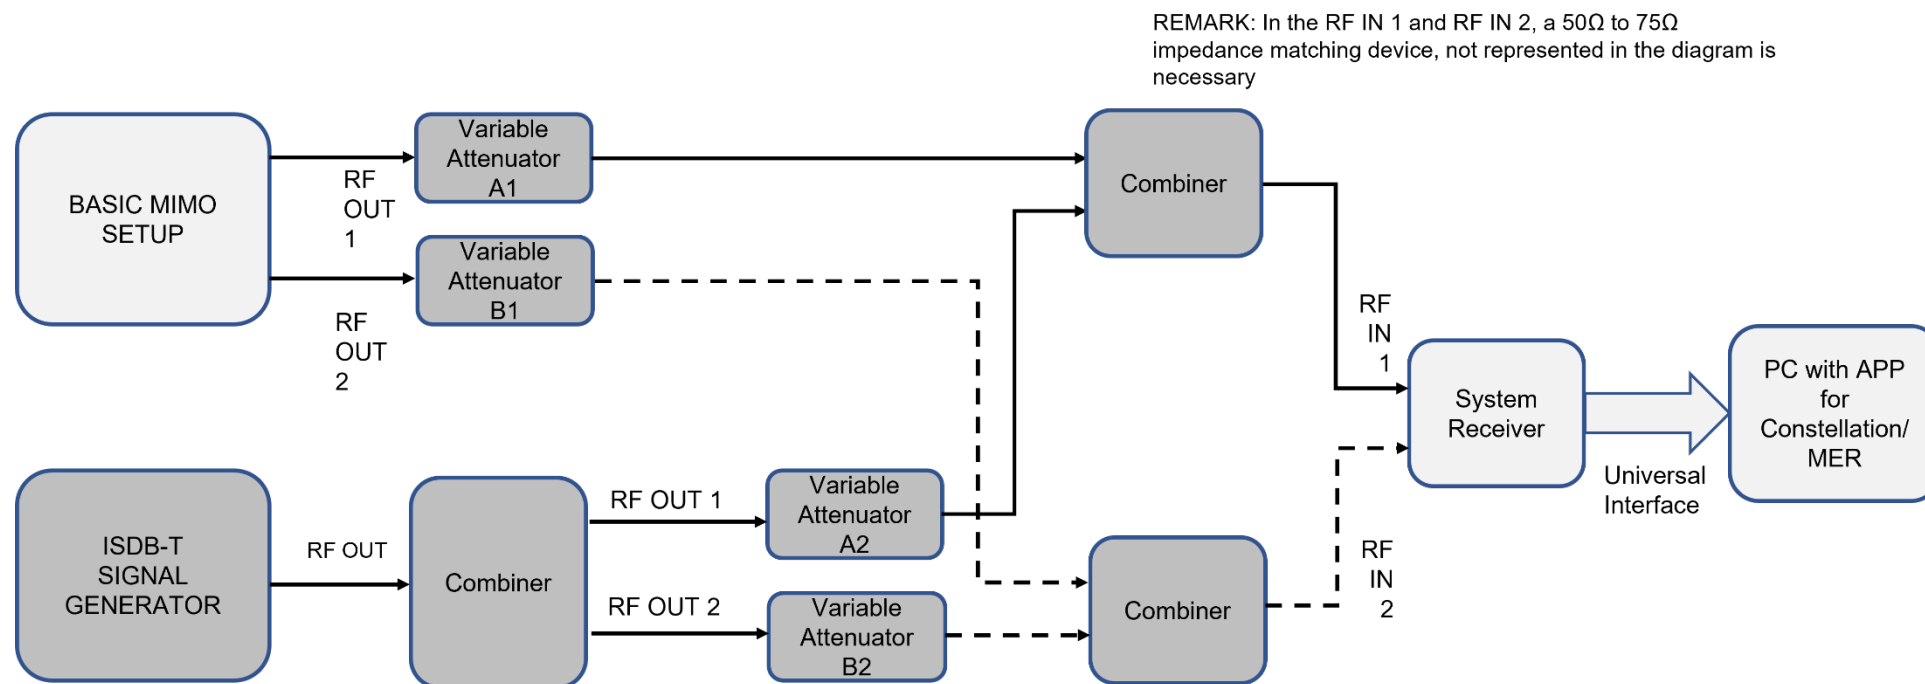 REMARK: In the RF IN 1 and RF IN 2, a 50Ω to 75Ω
impedance matching device, not represented in the diagram is
necessary
BASIC MIMO
SETUP
RF
OUT
1
RF
OUT
2
Variable
Attenuator
A1
Variable
Attenuator
B1
Combiner
RF
IN
1
System
Receiver
Universal
Interface
PC with APP
for
Constellation/
MER
ISDB-T
SIGNAL
GENERATOR
RF OUT
Combiner
RF OUT 1
RF OUT 2
Variable
Attenuator
A2
Variable
Attenuator
B2
Combiner
RF
IN
2